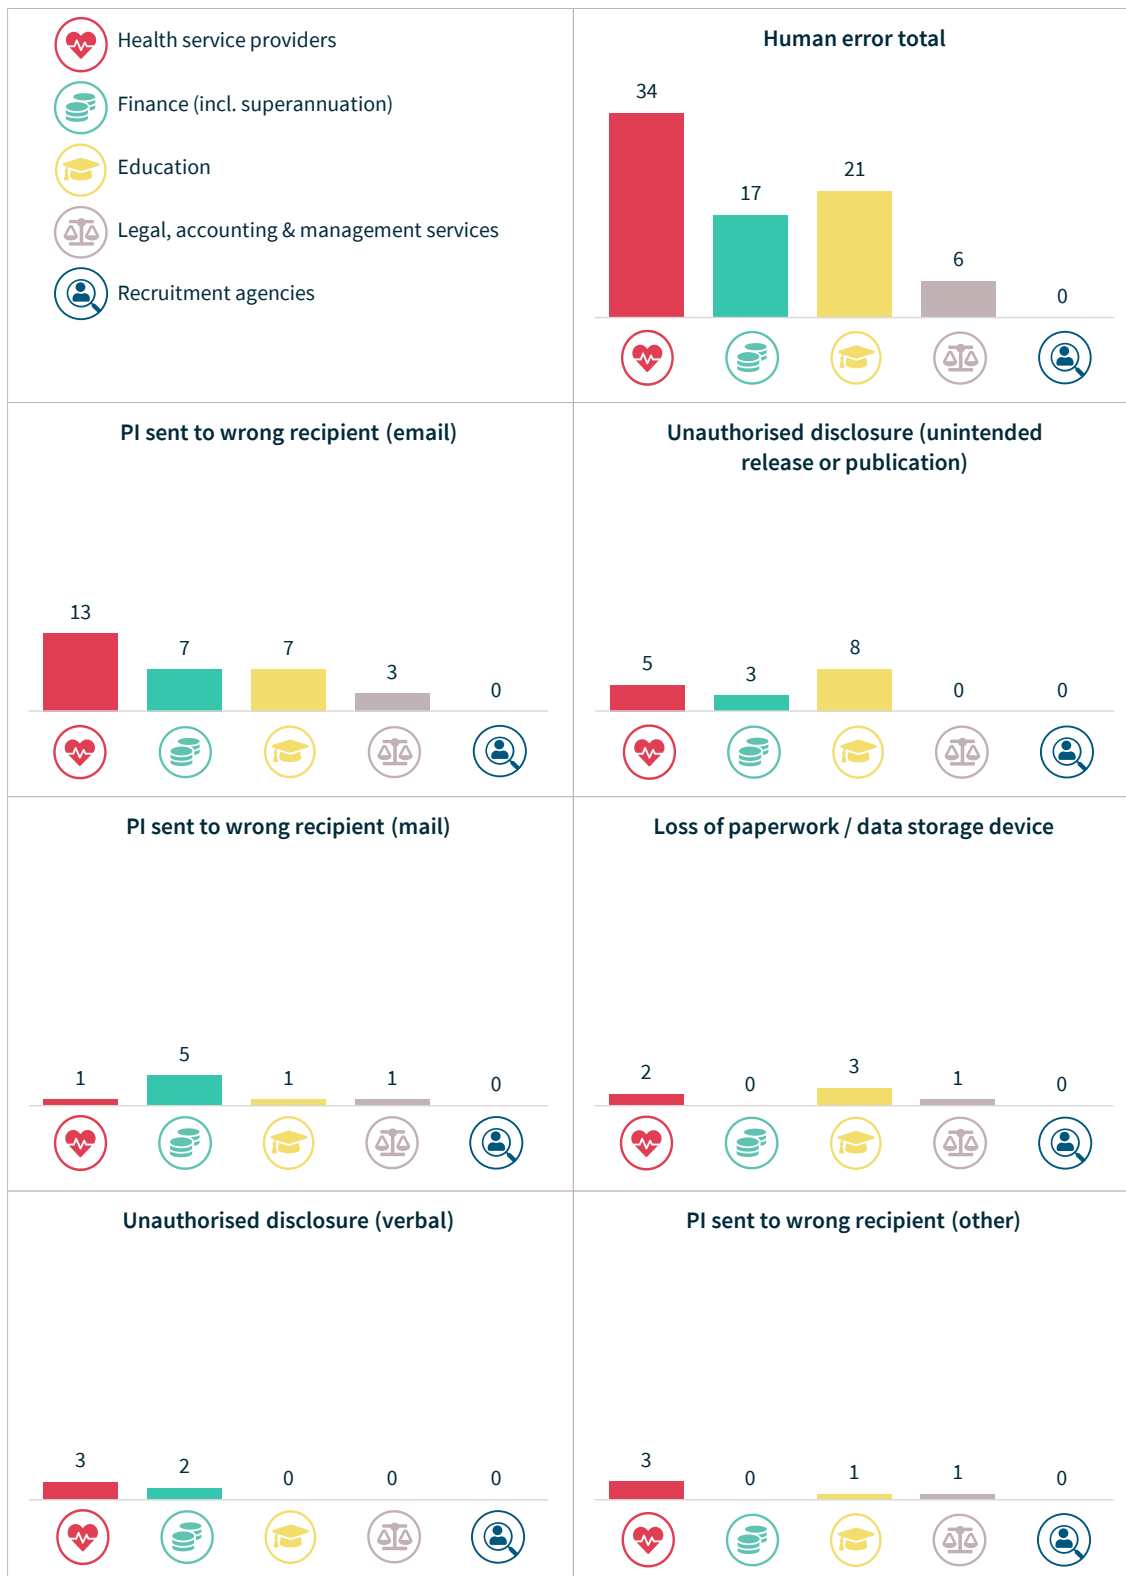 Health service providers
Finance (incl. superannuation)
Education
Legal, accounting & management services
Recruitment agencies
Human error total
34
17
21
6
0
PI sent to wrong recipient (email)
13
7
7
3
0
Unauthorised disclosure (unintended
release or publication)
5
3
8
0
0
PI sent to wrong recipient (mail)
1
5
1
1
0
Loss of paperwork / data storage device
2
0
3
1
0
Unauthorised disclosure (verbal)
3
2
0
0
0
PI sent to wrong recipient (other)
3
0
1
1
0